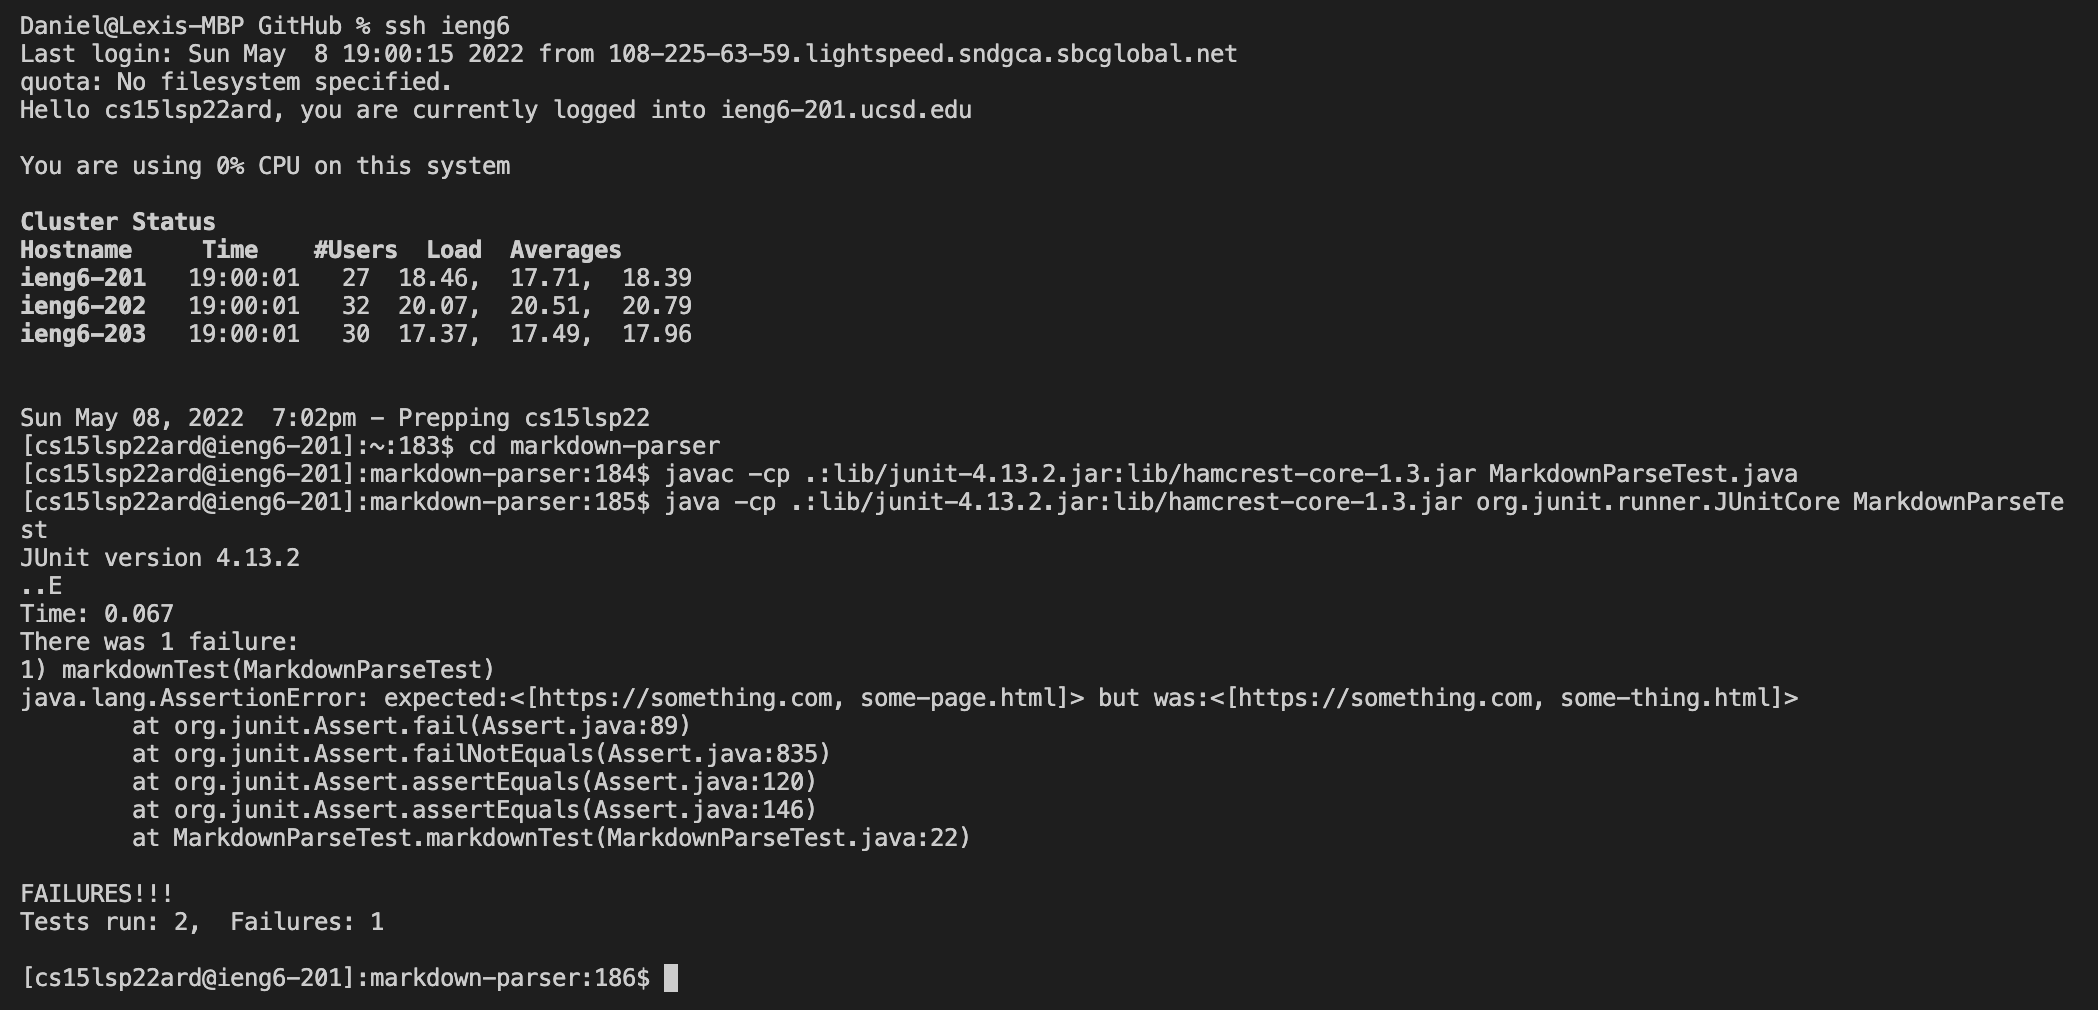 Daniel@Lexis-MBP GitHub % ssh ieng6
Last login: Sun May  8 19:00:15 2022 from 108-225-63-59.lightspeed.sndgca.sbcglobal.net
quota: No filesystem specified.
Hello cs15lsp22ard, you are currently logged into ieng6-201.ucsd.edu
You are using 0% CPU on this system
Cluster Status
Hostname     Time    #Users  Load  Averages
ieng6-201   19:00:01   27  18.46,  17.71,  18.39
ieng6-202   19:00:01   32  20.07,  20.51,  20.79
ieng6-203   19:00:01   30  17.37,  17.49,  17.96
Sun May 08, 2022  7:02pm - Prepping cs15lsp22
[cs15lsp22ard@ieng6-201]:~:183$ cd markdown-parser
[cs15lsp22ard@ieng6-201]:markdown-parser:184$ javac -cp .:lib/junit-4.13.2.jar:lib/hamcrest-core-1.3.jar MarkdownParseTest.java
[cs15lsp22ard@ieng6-201]:markdown-parser:185$ java -cp .:lib/junit-4.13.2.jar:lib/hamcrest-core-1.3.jar org.junit.runner.JUnitCore MarkdownParseTe
st
JUnit version 4.13.2
..E
Time: 0.067
There was 1 failure:
1) markdownTest(MarkdownParseTest)
java.lang.AssertionError: expected:<[https://something.com, some-page.html]> but was:<[https://something.com, some-thing.html]>
        at org.junit.Assert.fail(Assert.java:89)
        at org.junit.Assert.failNotEquals(Assert.java:835)
        at org.junit.Assert.assertEquals(Assert.java:120)
        at org.junit.Assert.assertEquals(Assert.java:146)
        at MarkdownParseTest.markdownTest(MarkdownParseTest.java:22)
FAILURES!!!
Tests run: 2,  Failures: 1
[cs15lsp22ard@ieng6-201]:markdown-parser:186$